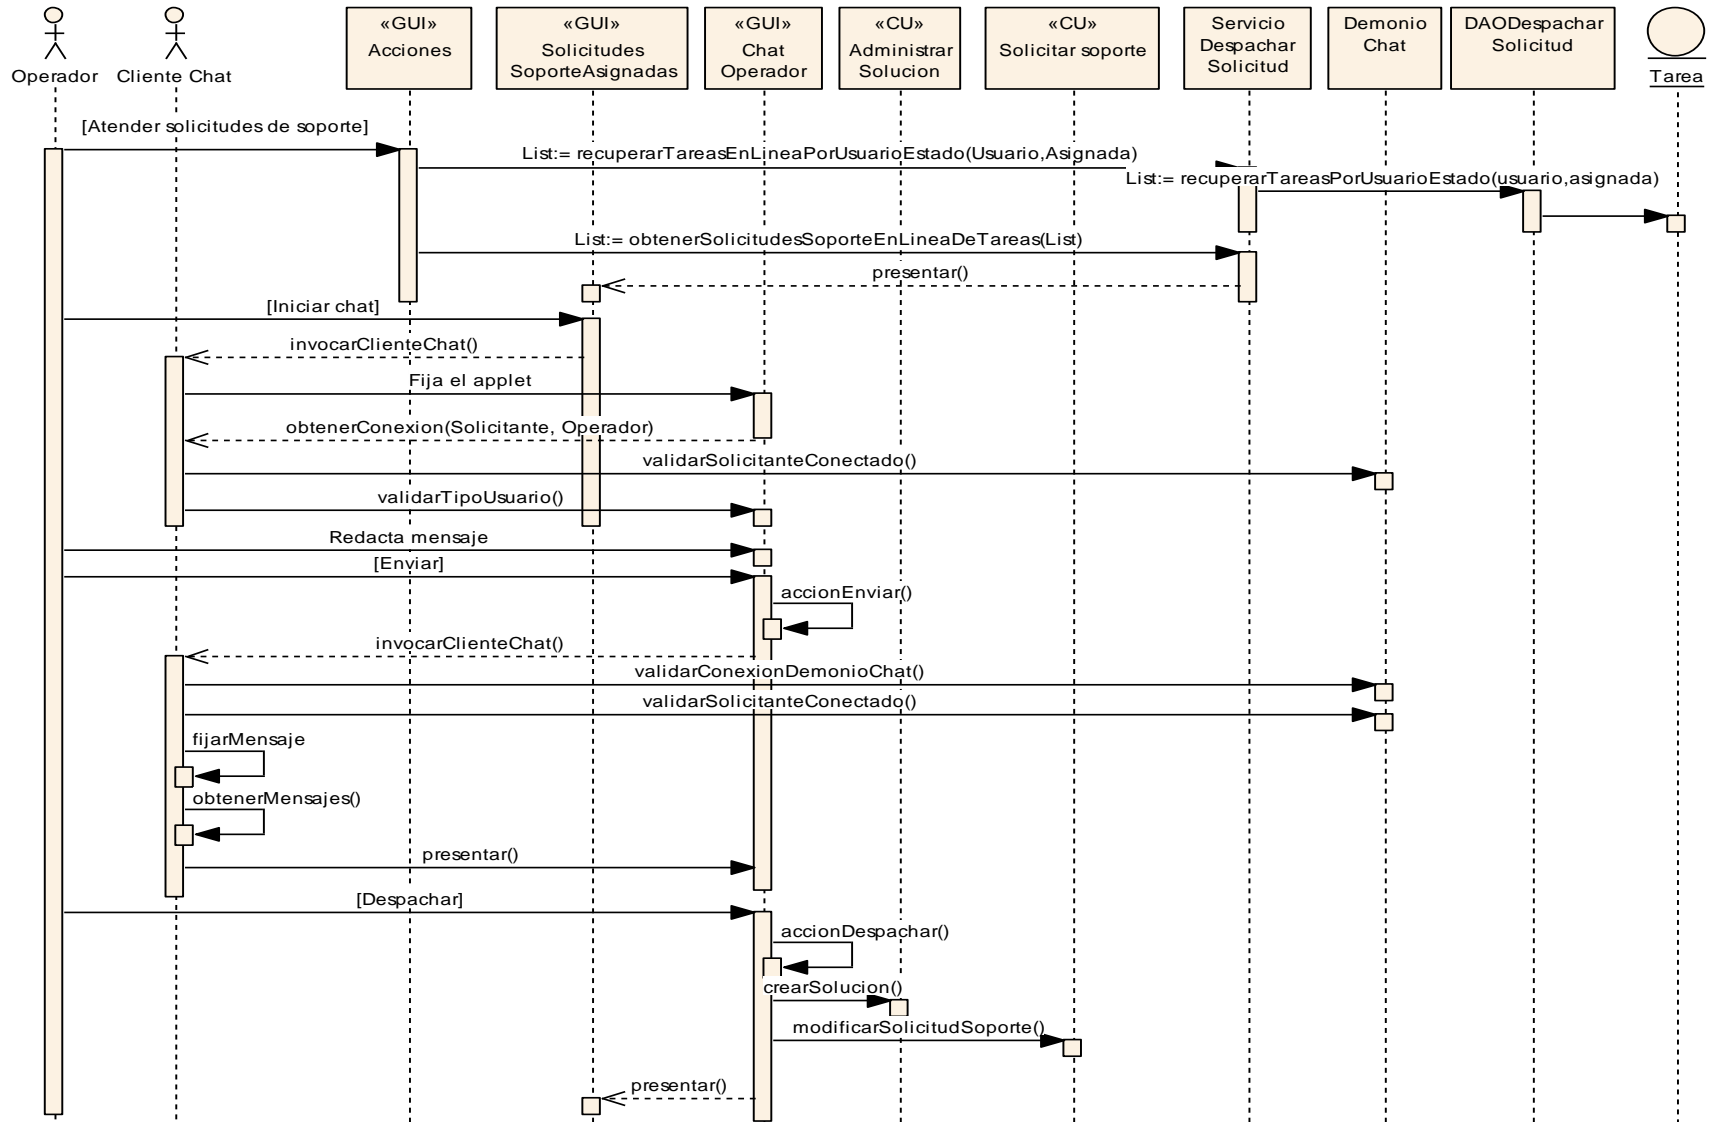 Operador
Cliente Chat
«GUI»
Acciones
«GUI»
Solicitudes
SoporteAsignadas
«GUI»
Chat
Operador
«CU»
Administrar
Solucion
«CU»
Solicitar soporte
Servicio
Despachar
Solicitud
Demonio
Chat
DAODespachar
Solicitud
Tarea
[Atender solicitudes de soporte]
List:= recuperarTareasEnLineaPorUsuarioEstado(Usuario,Asignada)
List:= recuperarTareasPorUsuarioEstado(usuario,asignada)
List:= obtenerSolicitudesSoporteEnLineaDeTareas(List)
presentar()
[Iniciar chat]
invocarClienteChat()
Fija el applet
obtenerConexion(Solicitante, Operador)
validarSolicitanteConectado()
validarTipoUsuario()
Redacta mensaje
[Enviar]
accionEnviar()
invocarClienteChat()
validarConexionDemonioChat()
validarSolicitanteConectado()
fijarMensaje
obtenerMensajes()
presentar()
[Despachar]
accionDespachar()
crearSolucion()
modificarSolicitudSoporte()
presentar()